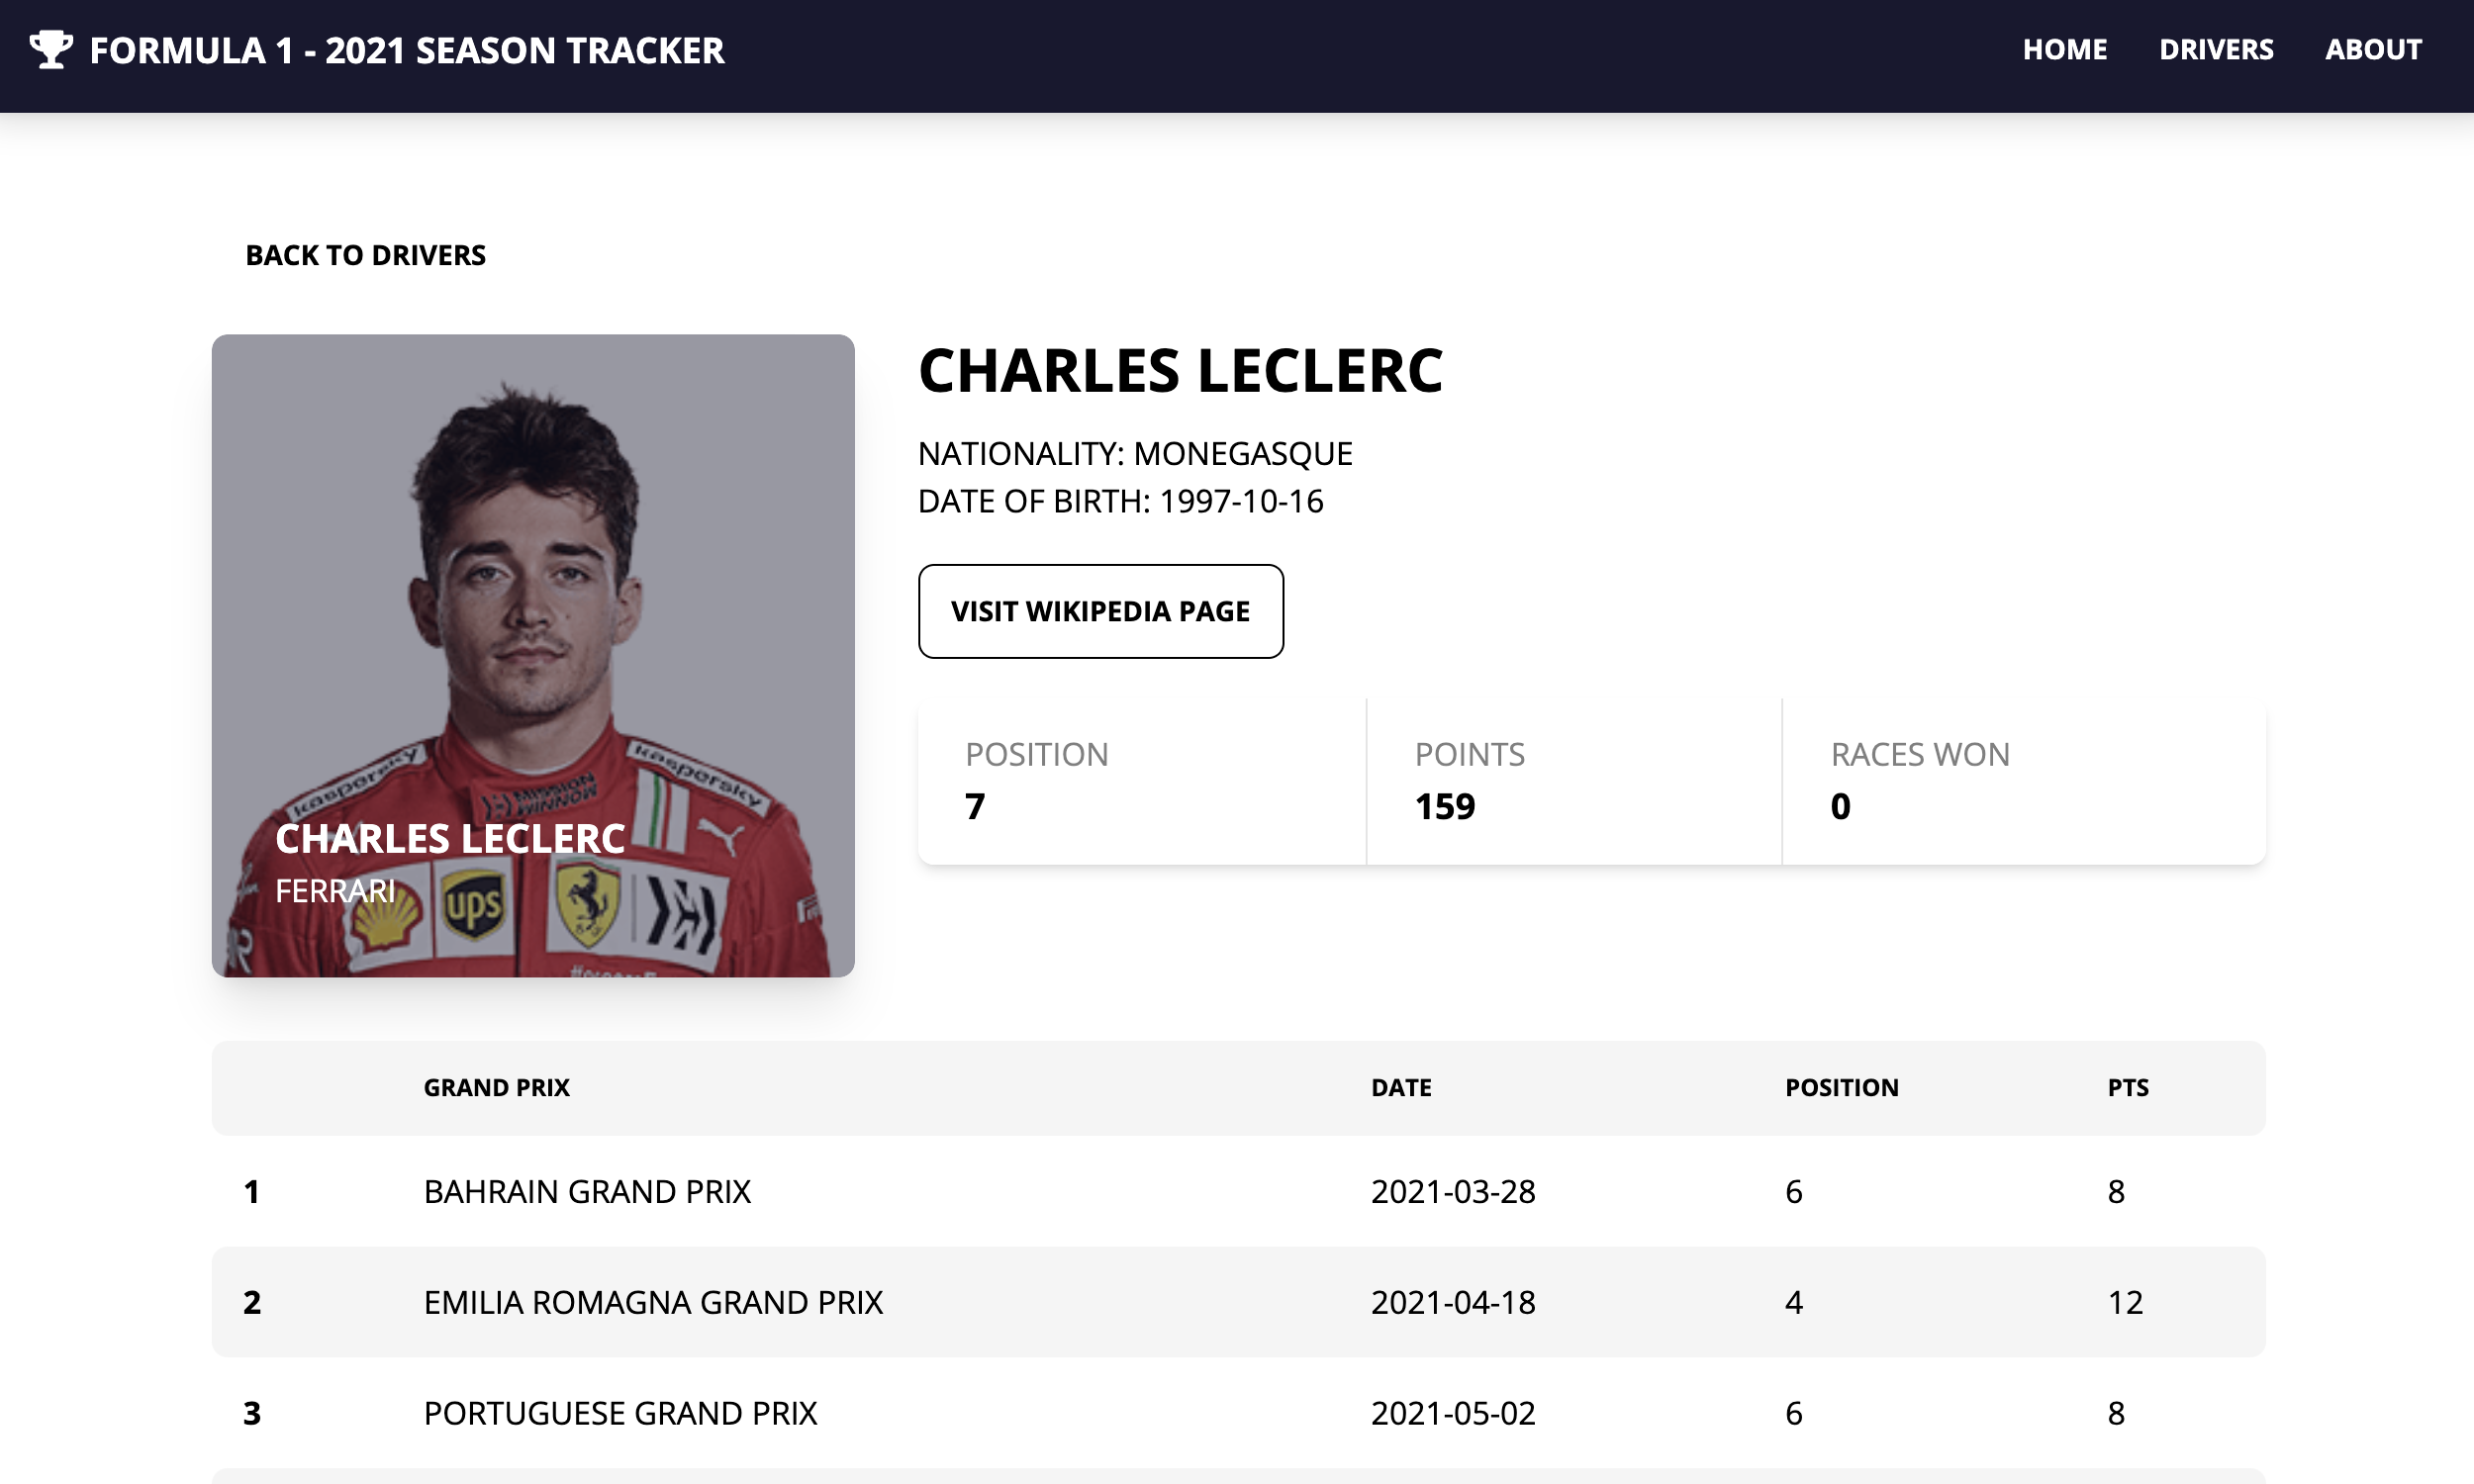 FORMULA 1 - 2021 SEASON TRACKER
HOME DRIVERS ABOUT
BACK TO DRIVERS
CHARLES LECLERC
NATIONALITY: MONEGASQUE
DATE OF BIRTH: 1997-10-16
VISIT WIKIPEDIA PAGE
POSITION POINTS RACES WON
7 159 0
kaspersky kaspersky
MISSION
WINNOW
CHARLES LECLERC
FERRARI
ups
GRAND PRIX DATE POSITION PTS
1 BAHRAIN GRAND PRIX 2021-03-28 6 8
2 EMILIA ROMAGNA GRAND PRIX 2021-04-18 4 12
3 PORTUGUESE GRAND PRIX 2021-05-02 6 8